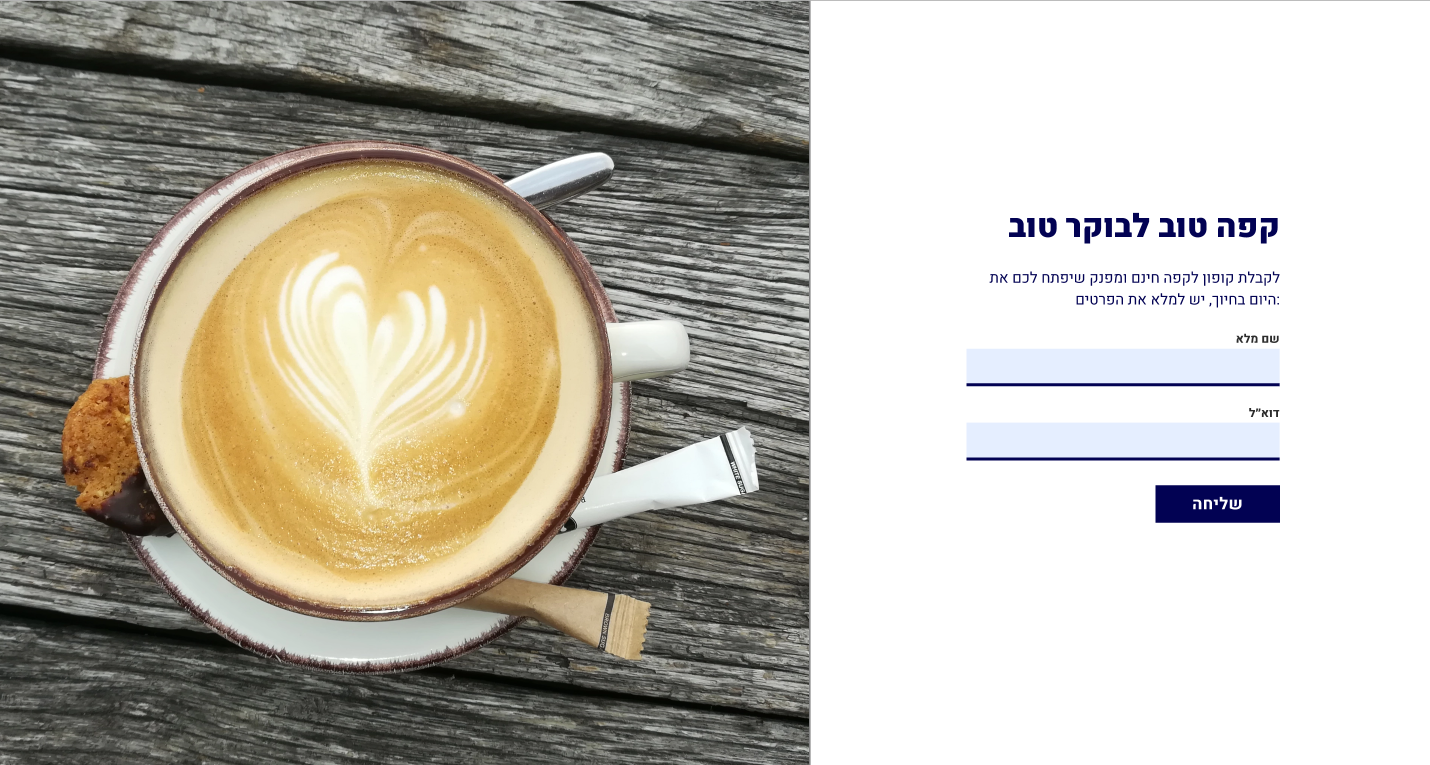 קפה טוב לבוקר טוב
לקבלת קופון לקפה חינם ומפנק שיפתח לכם את
היום בחיוך, יש למלא את הפרטים:
שם מלא
דוא״ל
שליחה